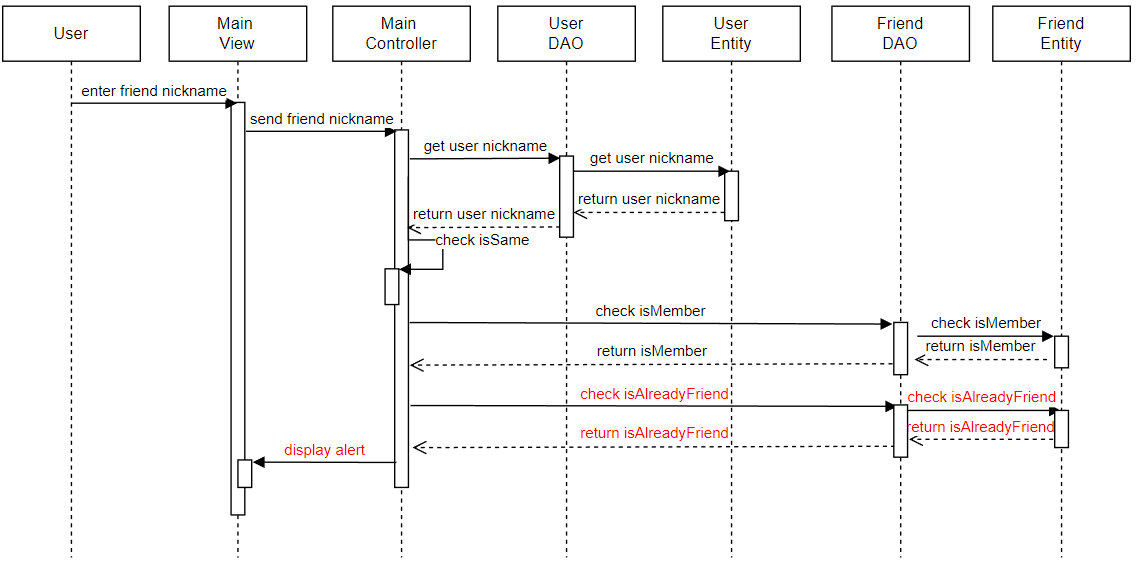 User
Main
View
Main
Controller
User
DAO
User
Entity
Friend
DAO
Friend
Entity
enter friend nickname
send friend nickname
get user nickname
get user nickname
return user nickname
return user nickname
check isSame
check isMember
check isMember
return isMember
return isMember
check isAlreadyFriend
check isAlreadyFriend
return isAlreadyFriend
return isAlreadyFriend
display alert